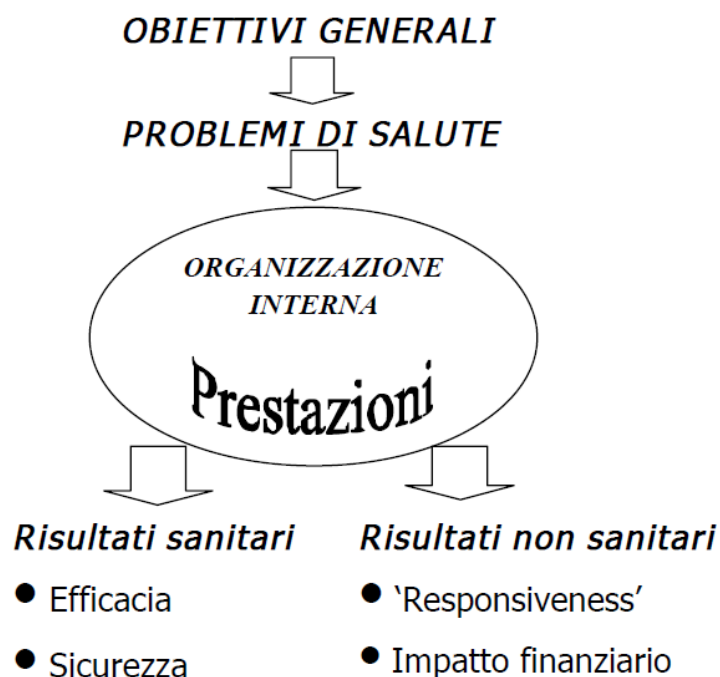 OBIETTIVI GENERALI
PROBLEMI DI SALUTE
ORGANIZZAZIONE
INTERNA
Prestazioni
Risultati sanitari
● Efficacia
● Sicurezza
Risultati non sanitari
● ‘Responsiveness’
● Impatto finanziario